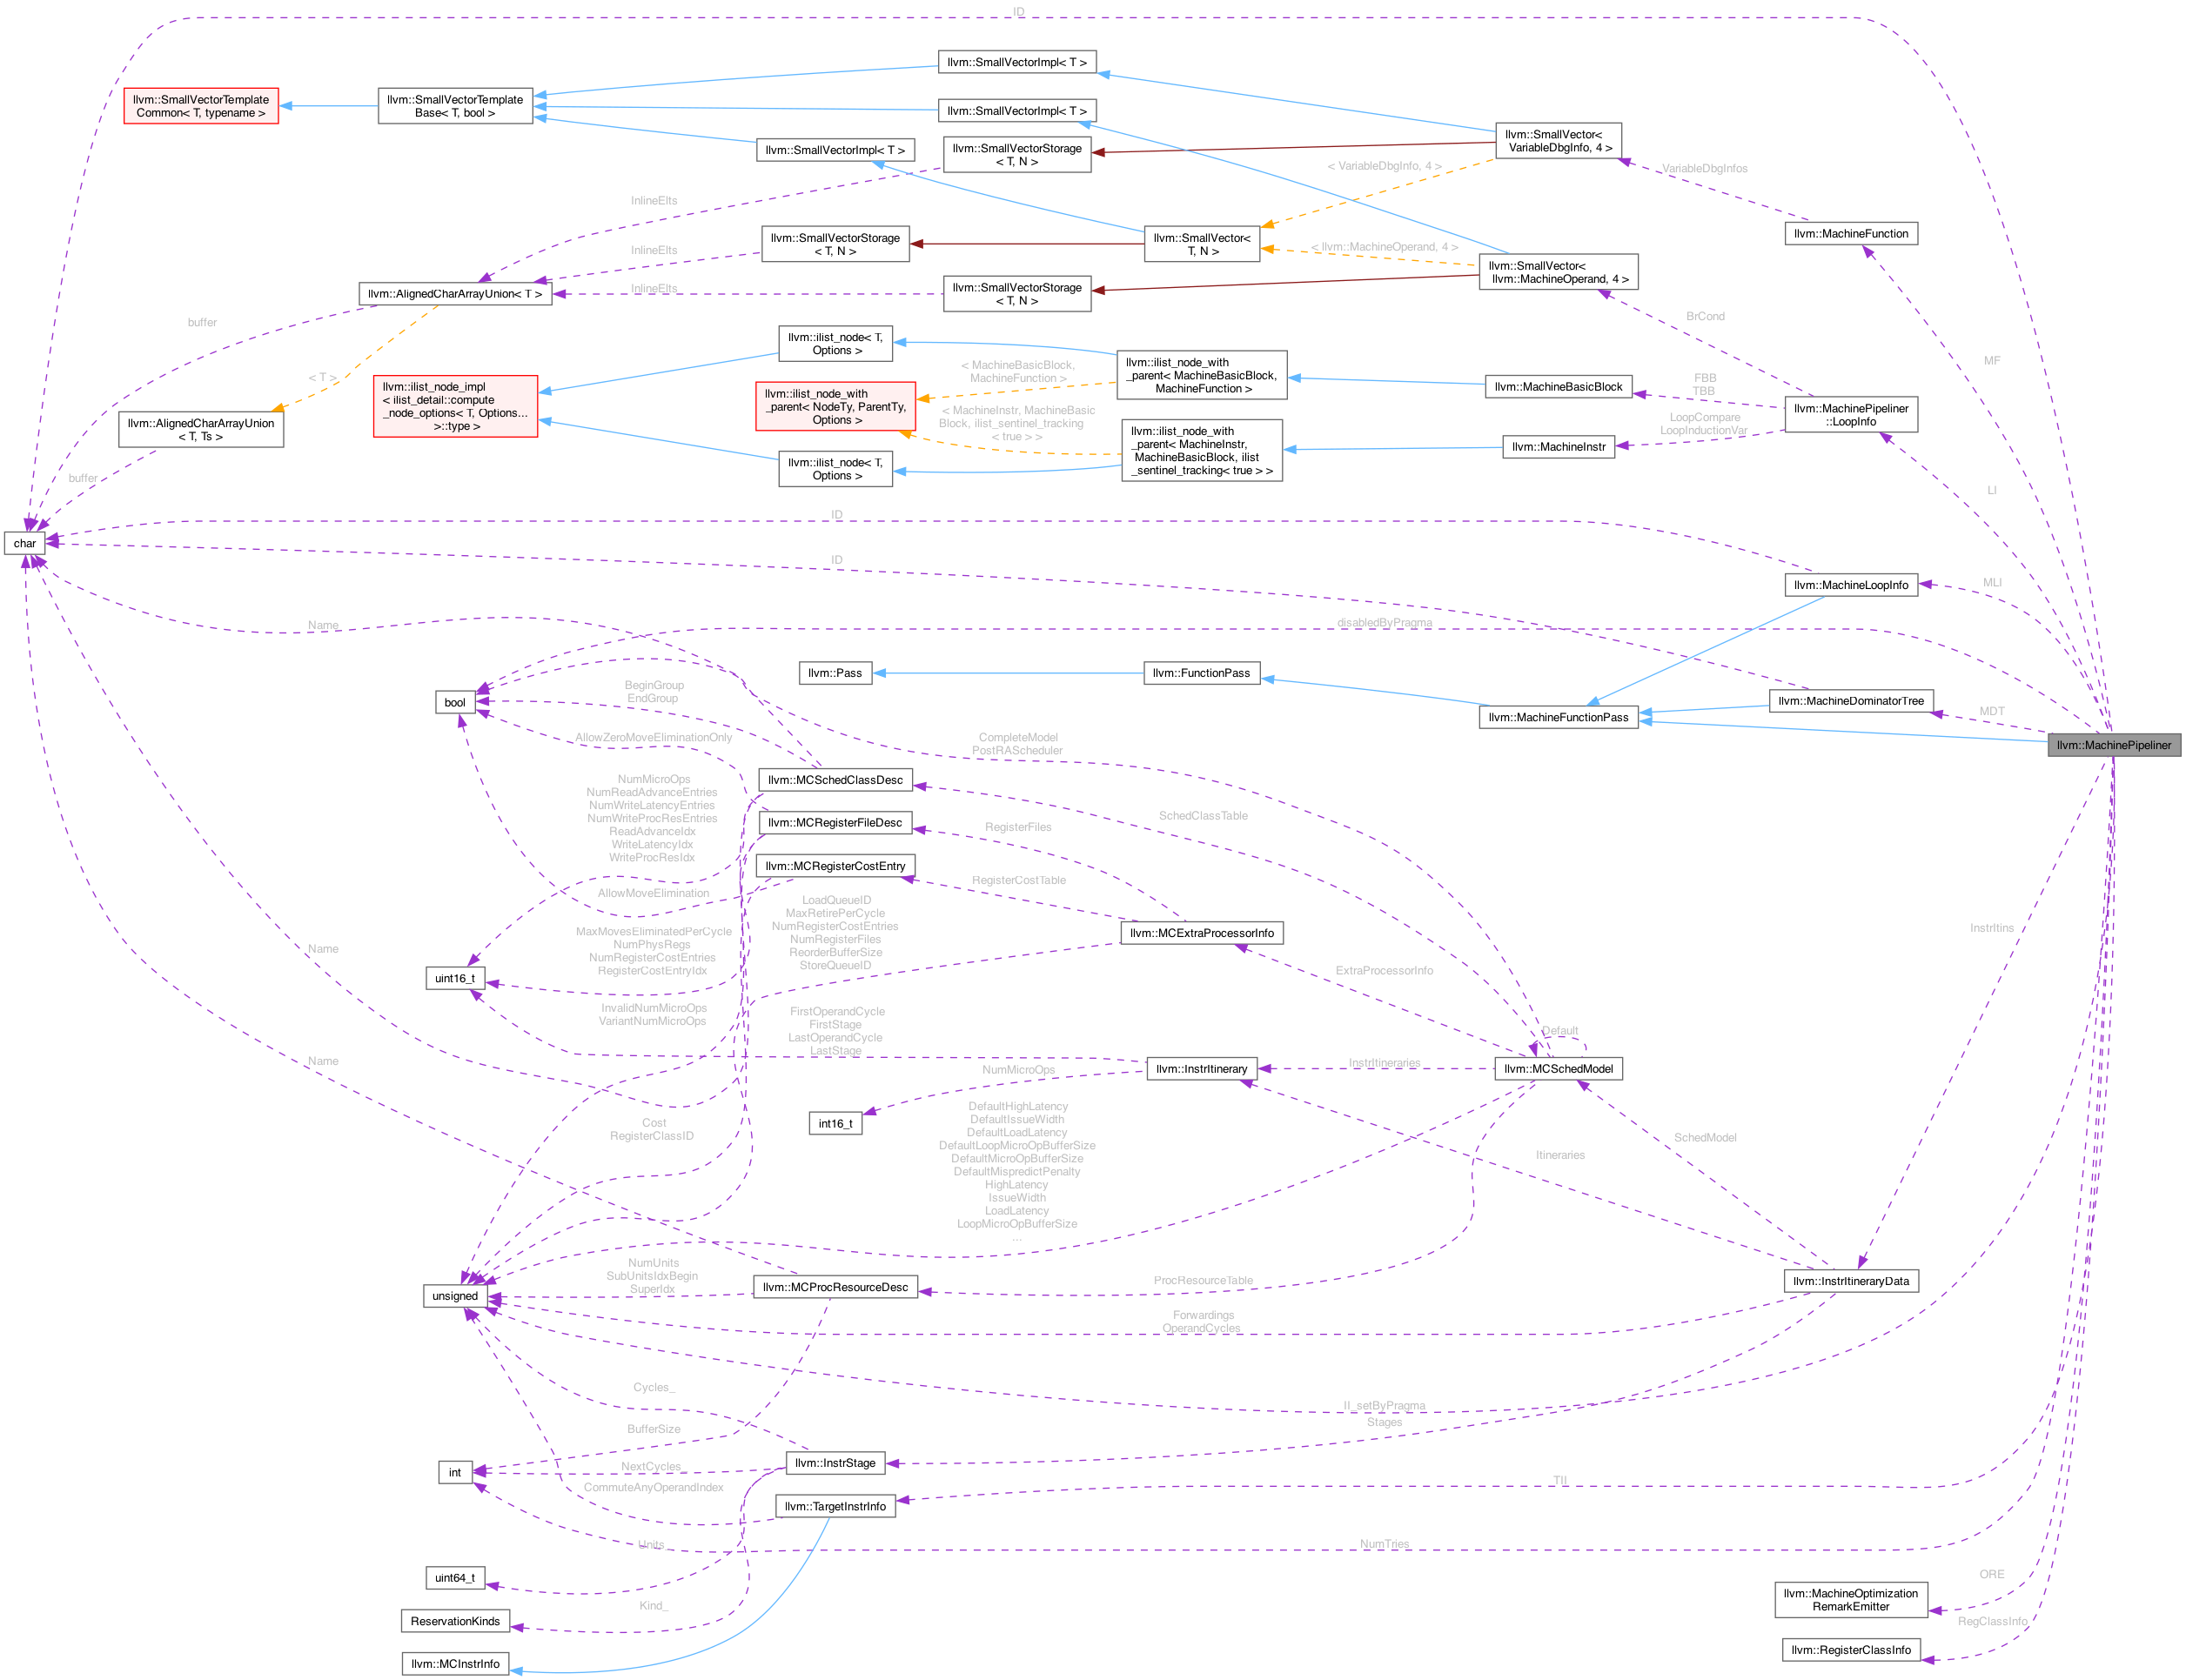 ID
llvm::SmallVectorImpl< T >
llvm::SmallVectorTemplate
Common< T, typename >
llvm::SmallVectorTemplate
Base< T, bool >
llvm::SmallVectorImpl< T >
llvm::SmallVectorImpl< T >
llvm::SmallVectorStorage
< T, N >
llvm::SmallVector<
VariableDbgInfo, 4 >
< VariableDbgInfo, 4 >
VariableDbgInfos
InlineElts
llvm::SmallVectorStorage
< T, N >
llvm::SmallVector<
T, N >
llvm::MachineFunction
InlineElts
< llvm::MachineOperand, 4 >
llvm::SmallVector<
llvm::MachineOperand, 4 >
llvm::AlignedCharArrayUnion< T >
InlineElts
llvm::SmallVectorStorage
< T, N >
buffer
BrCond
MF
llvm::ilist_node< T,
Options >
llvm::ilist_node_with
_parent< MachineBasicBlock,
MachineFunction >
< MachineBasicBlock,
MachineFunction >
< T >
llvm::ilist_node_impl
< ilist_detail::compute
_node_options< T, Options...
>::type >
llvm::ilist_node_with
_parent< NodeTy, ParentTy,
Options >
llvm::MachineBasicBlock
FBB
TBB
llvm::MachinePipeliner
::LoopInfo
llvm::AlignedCharArrayUnion
< T, Ts >
< MachineInstr, MachineBasic
Block, ilist_sentinel_tracking
< true > >
llvm::ilist_node_with
_parent< MachineInstr,
MachineBasicBlock, ilist
_sentinel_tracking< true > >
llvm::MachineInstr
LoopCompare
LoopInductionVar
llvm::ilist_node< T,
Options >
buffer
LI
ID
char
ID
llvm::MachineLoopInfo
MLI
Name
disabledByPragma
llvm::Pass
llvm::FunctionPass
bool
BeginGroup
EndGroup
llvm::MachineFunctionPass
llvm::MachineDominatorTree
MDT
AllowZeroMoveEliminationOnly
CompleteModel
PostRAScheduler
llvm::MachinePipeliner
NumMicroOps
NumReadAdvanceEntries
NumWriteLatencyEntries
NumWriteProcResEntries
ReadAdvanceIdx
WriteLatencyIdx
WriteProcResIdx
llvm::MCSchedClassDesc
llvm::MCRegisterFileDesc
RegisterFiles
SchedClassTable
llvm::MCRegisterCostEntry
RegisterCostTable
AllowMoveElimination
LoadQueueID
MaxRetirePerCycle
NumRegisterCostEntries
NumRegisterFiles
ReorderBufferSize
StoreQueueID
llvm::MCExtraProcessorInfo
InstrItins
MaxMovesEliminatedPerCycle
NumPhysRegs
NumRegisterCostEntries
RegisterCostEntryIdx
Name
uint16_t
ExtraProcessorInfo
InvalidNumMicroOps
VariantNumMicroOps
FirstOperandCycle
FirstStage
LastOperandCycle
LastStage
Default
Name
NumMicroOps
llvm::InstrItinerary
InstrItineraries
llvm::MCSchedModel
int16_t
Cost
RegisterClassID
DefaultHighLatency
DefaultIssueWidth
DefaultLoadLatency
DefaultLoopMicroOpBufferSize
DefaultMicroOpBufferSize
DefaultMispredictPenalty
HighLatency
IssueWidth
LoadLatency
LoopMicroOpBufferSize
...
Itineraries
SchedModel
NumUnits
SubUnitsIdxBegin
SuperIdx
unsigned
llvm::MCProcResourceDesc
ProcResourceTable
llvm::InstrItineraryData
Forwardings
OperandCycles
Cycles_
II_setByPragma
Stages
BufferSize
int
NextCycles_
llvm::InstrStage
CommuteAnyOperandIndex
TII
llvm::TargetInstrInfo
Units_
NumTries
uint64_t
ORE
Kind_
ReservationKinds
llvm::MachineOptimization
RemarkEmitter
RegClassInfo
llvm::MCInstrInfo
llvm::RegisterClassInfo